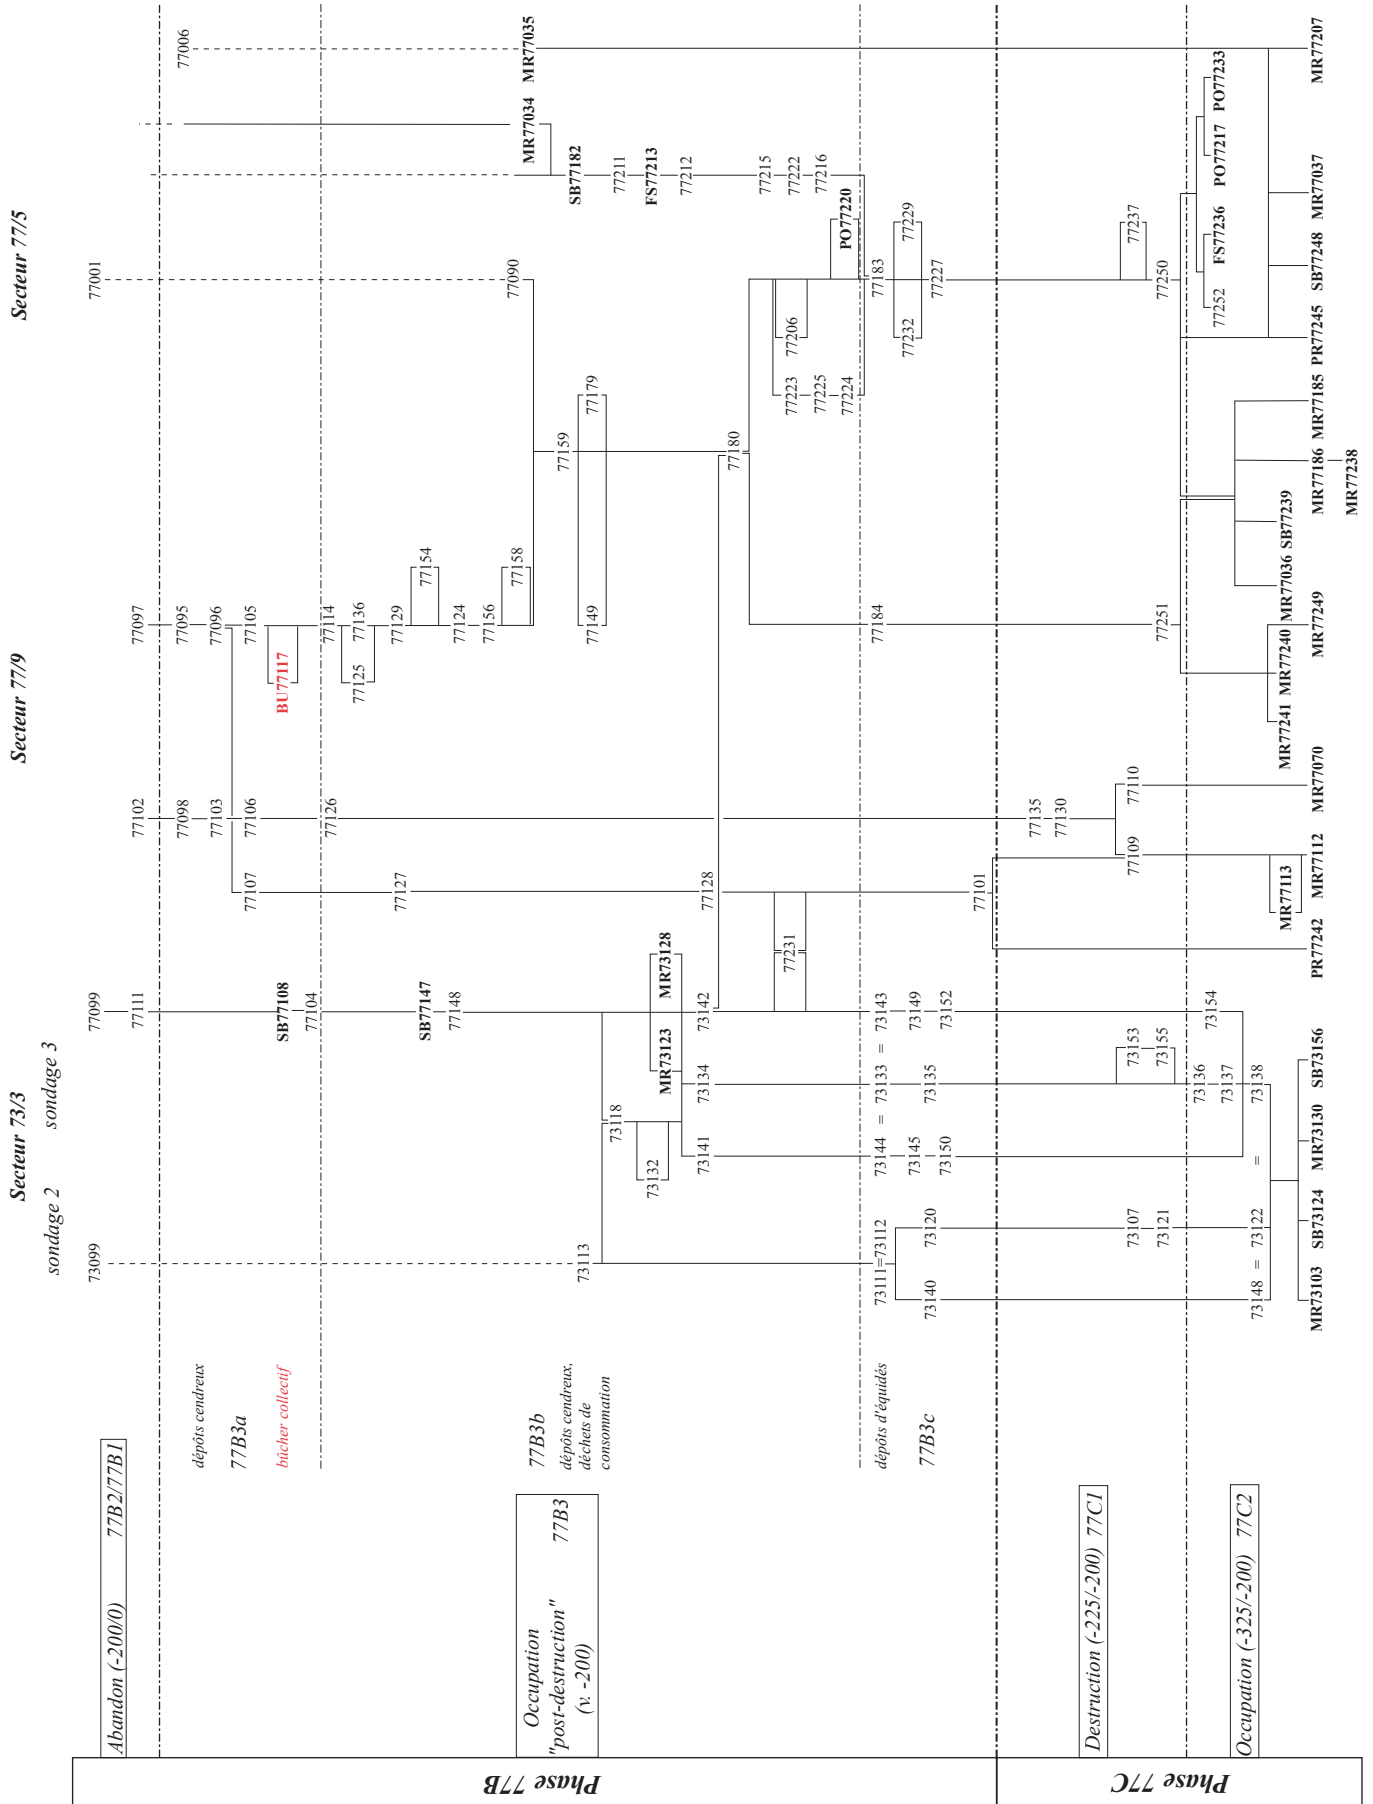 Secteur 73/3
Secteur 77/9
Secteur 77/5
sondage 2
sondage 3
Phase 77B
Abandon (-200/0) 77B2/77B1
73099
77099
77001
77111
77102
77097
dépôts cendreux
77098
77095
77006
77103
77096
77B3a
77107
77106
77105
bûcher collectif
SB77108
BU77117
77104
77126
77114
77125
77136
77127
77129
SB77147
77154
77148
77124
77156
77158
77090
MR77034
MR77035
Occupation
"post-destruction"
(v. -200)
77B3
77B3b
dépôts cendreux,
déchets de
consommation
73113
77159
SB77182
77149
77179
73118
77211
73132
MR73123
MR73128
FS77213
73141
73134
73142
77128
77212
77180
77231
77223
77206
77215
77225
77222
77224
77216
PO77220
dépôts d'équidés
73111=73112
73144 = 73133 = 73143
77184
77183
73145
73149
77232
77229
77B3c
73140
73120
73150
73135
73152
77227
77101
Phase 77C
Destruction (-225/-200) 77C1
77135
77130
73107
73153
77109
77110
77237
73121
73155
77251
77250
Occupation (-325/-200) 77C2
73136
73154
73137
77252
FS77236
PO77217
PO77233
73148 = 73122 = 73138
MR77113
MR77241
MR77240
MR77036
SB77239
MR73103
SB73124
MR73130
SB73156
PR77242
MR77112
MR77070
MR77249
MR77186
MR77185
PR77245
SB77248
MR77037
MR77207
MR77238